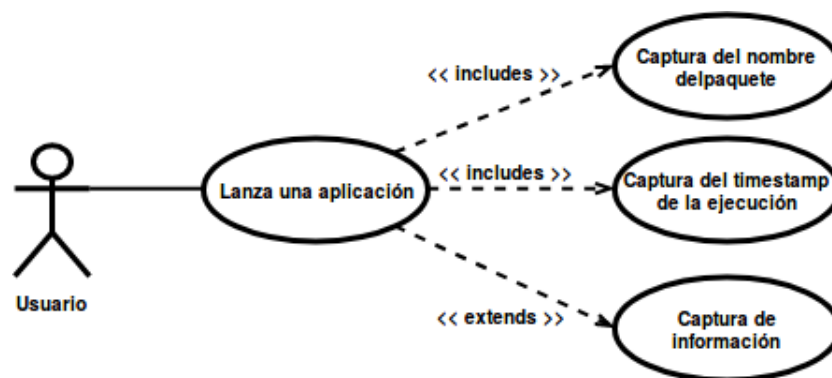 Captura del nombre
delpaquete
<< includes >>
Lanza una aplicación
<< includes >>
Captura del timestamp
de la ejecución
Usuario
<< extends >>
Captura de
información